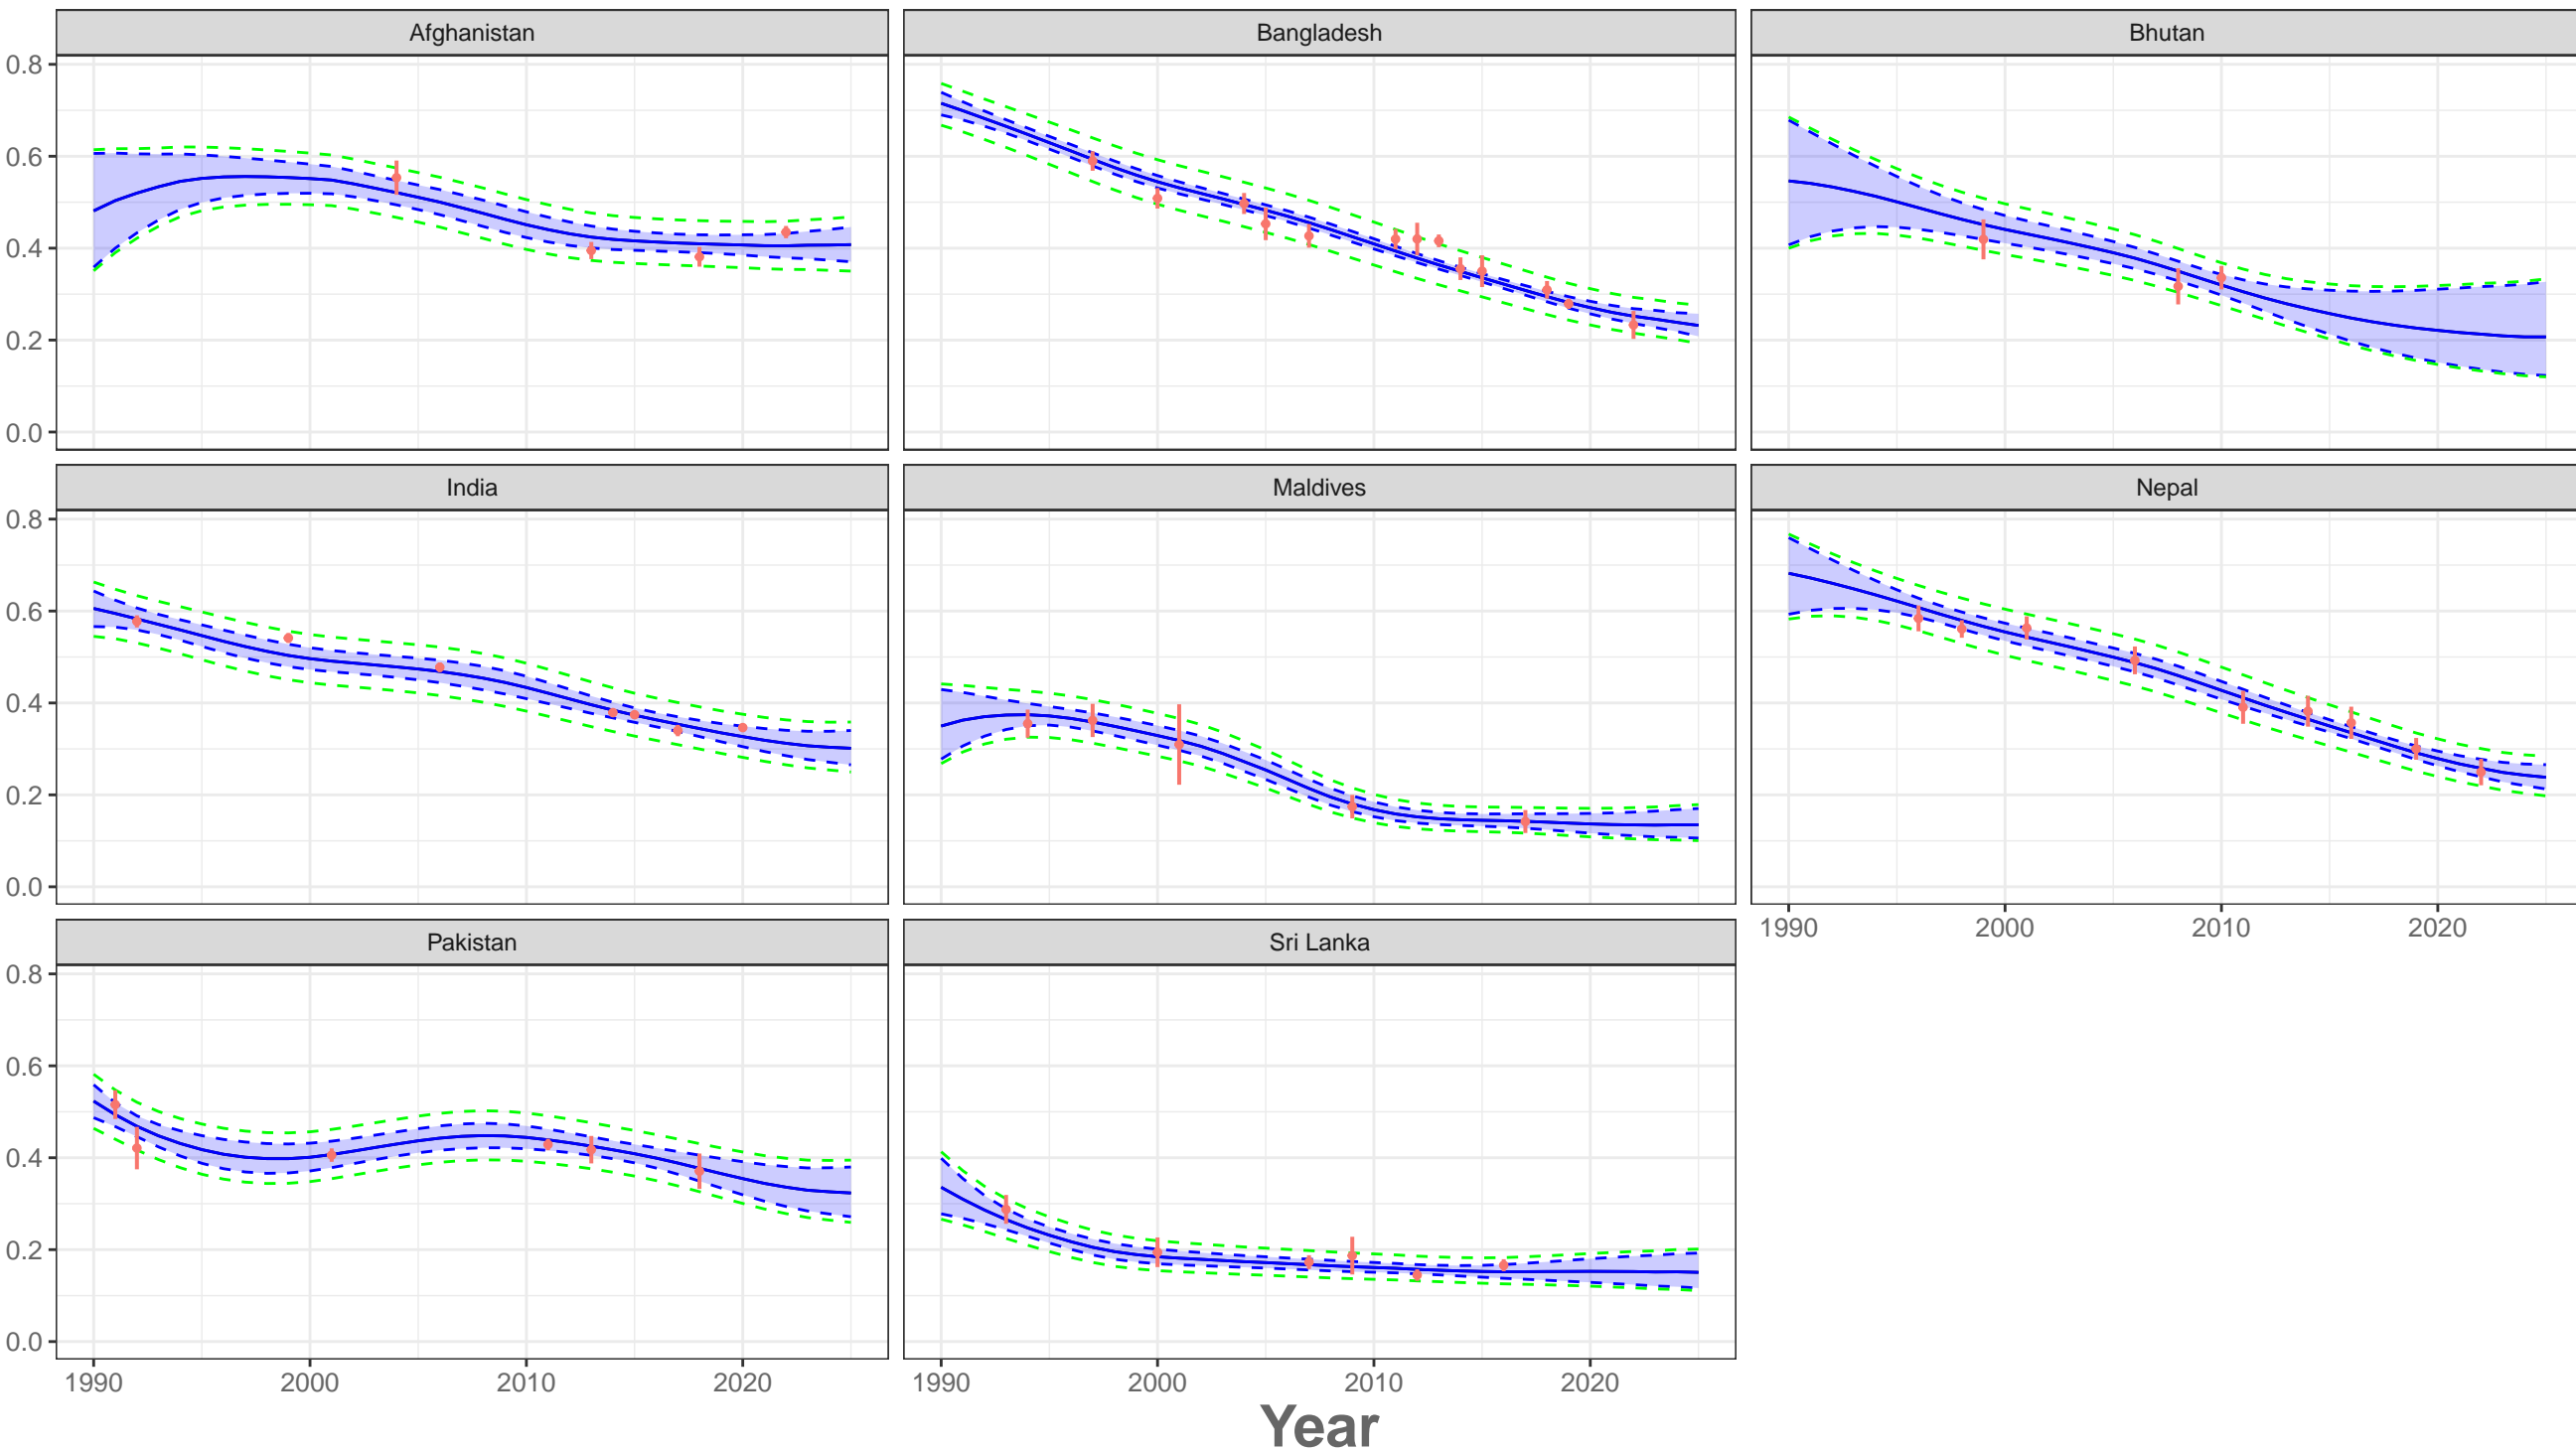 Afghanistan Bangladesh Bhutan
0.8
0.6
0.4
0.2
0.0
India Maldives Nepal
0.8
0.6
0.4
0.2
0.0
1990 2000 2010 2020
Pakistan Sri Lanka
0.8
0.6
0.4
0.2
0.0
1990 2000 2010 2020 1990 2000 2010 2020
Year